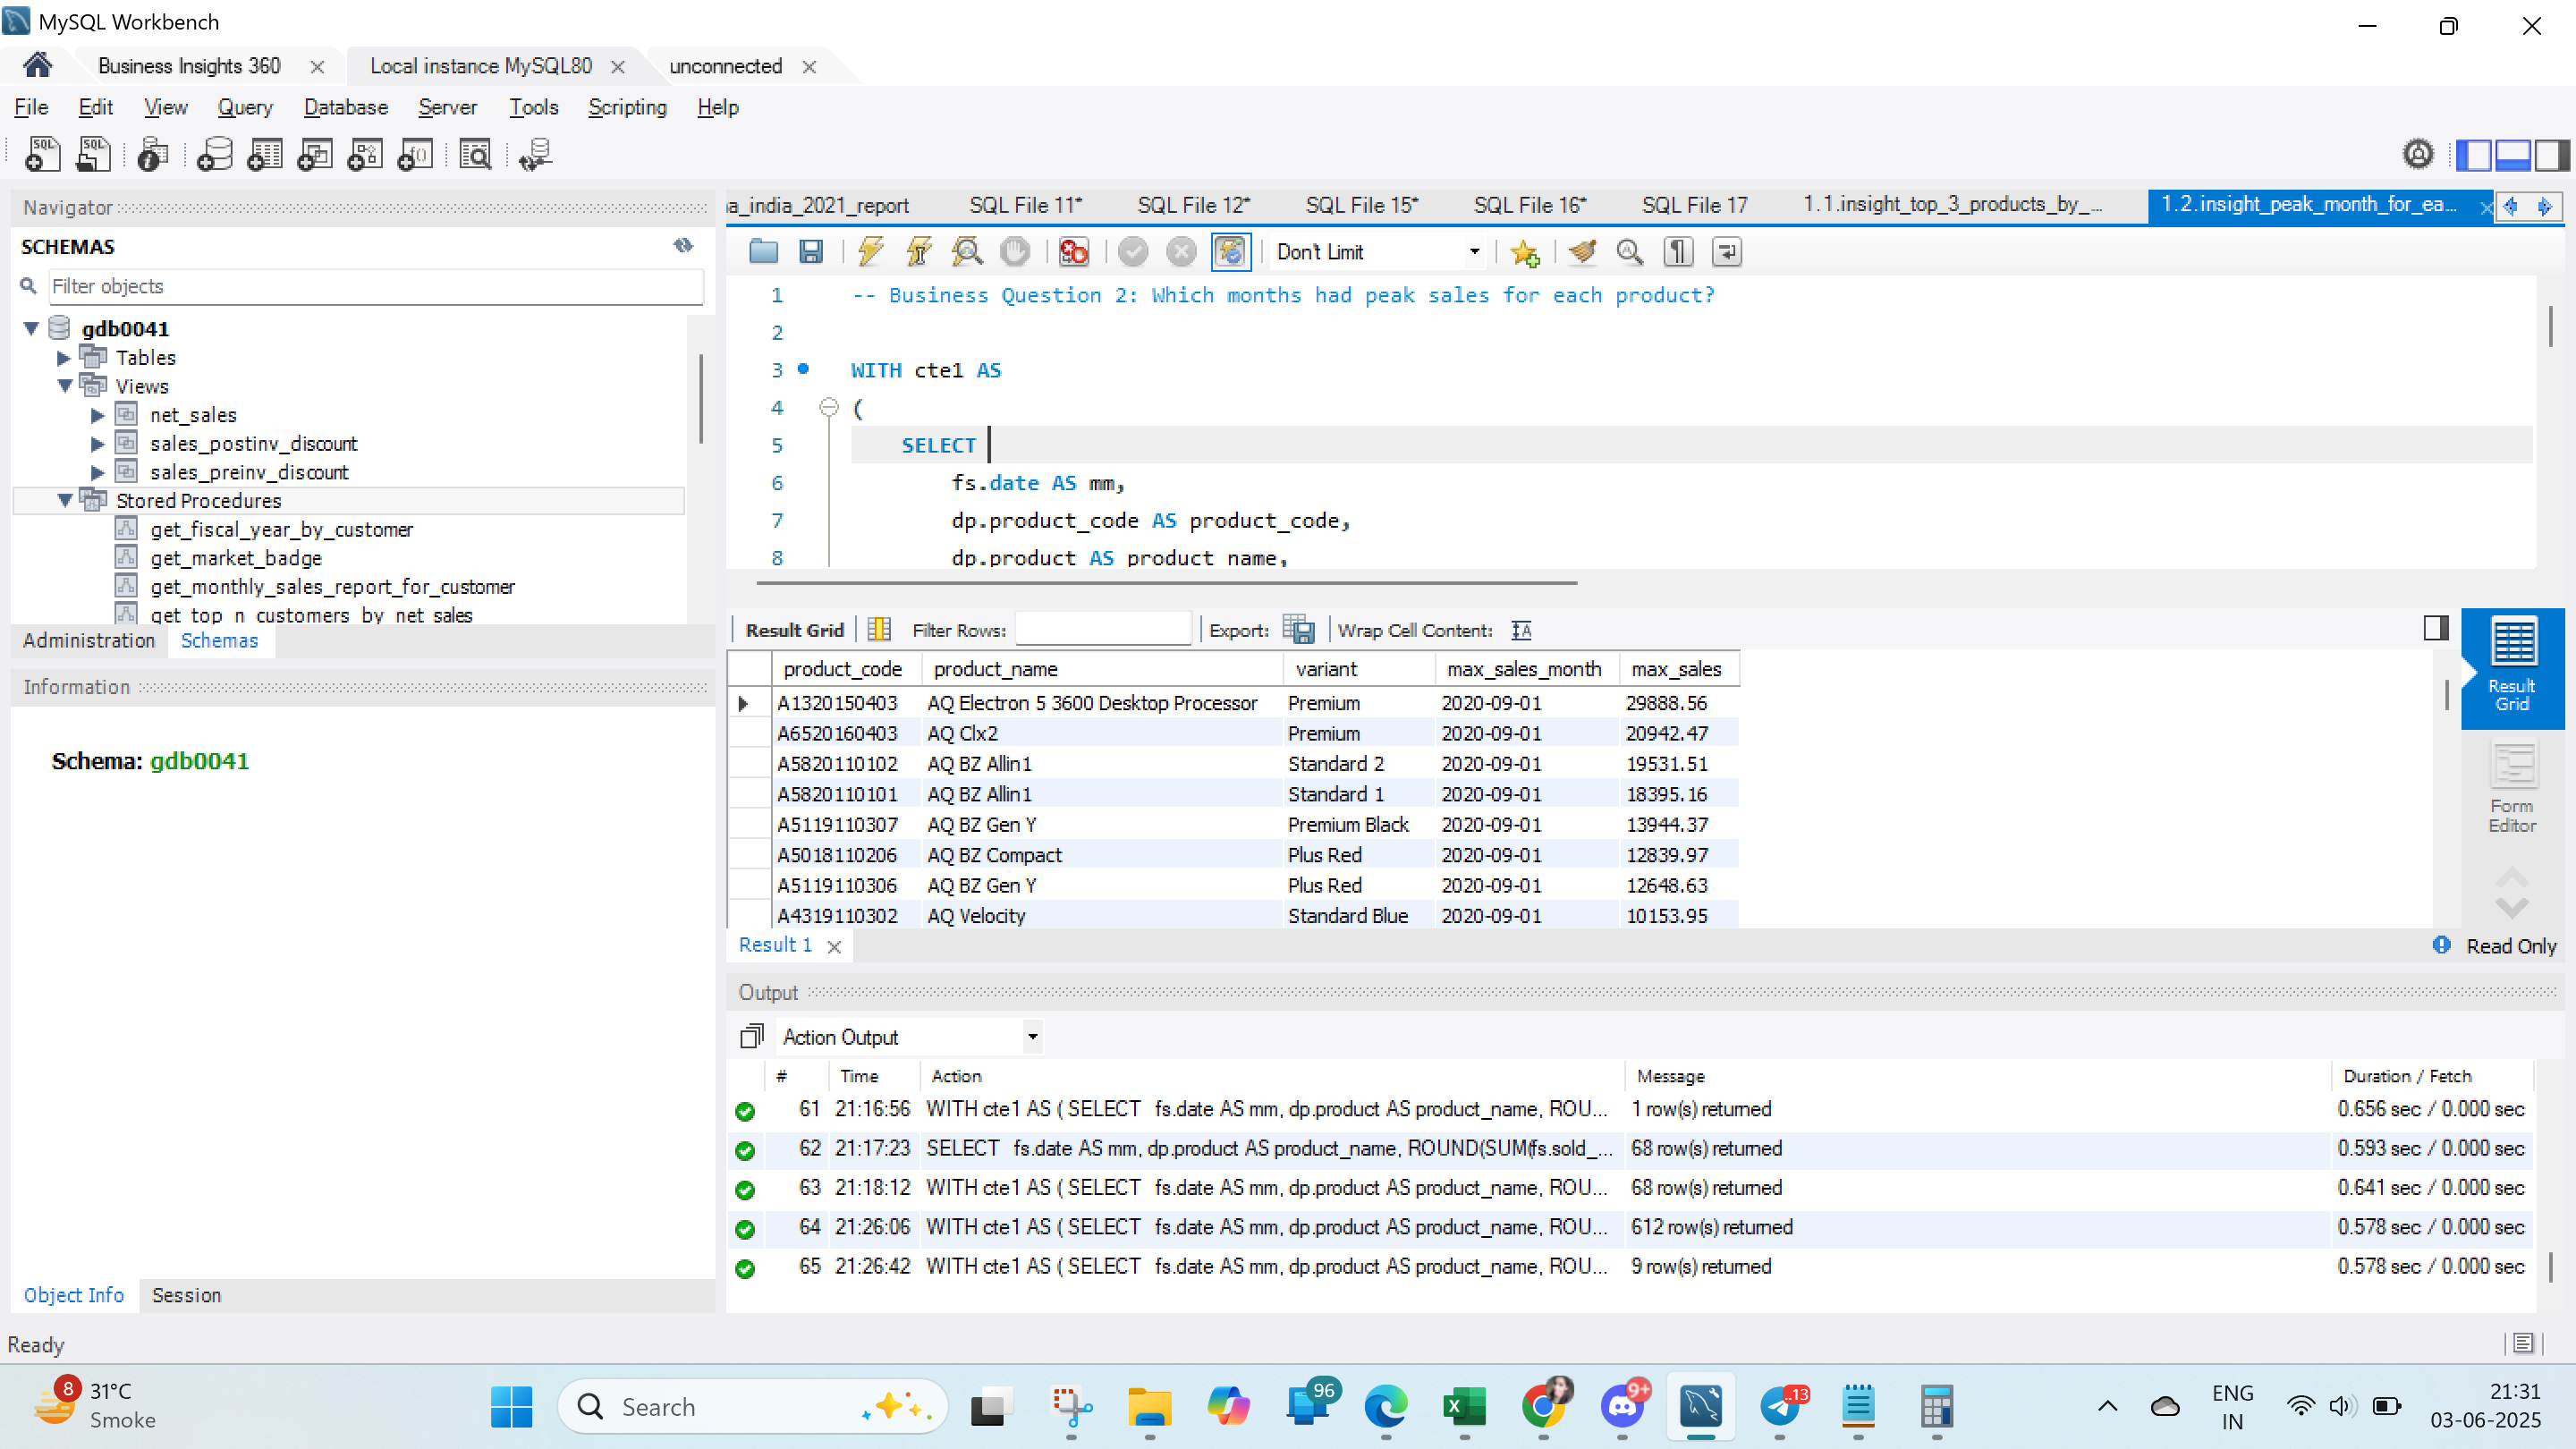 MySQL Workbench
Business Insights 360
Local instance MySQL80
unconnected
File Edit View Query Database Server Tools Scripting Help
Navigator
SCHEMAS
Filter objects
gdb0041
Tables
Views
net_sales
sales_postinv_discount
sales_preinv_discount
Stored Procedures
get_fiscal_year_by_customer
get_market_badge
get_monthly_sales_report_for_customer
get_top_n_customers_by_net_sales
Administration Schemas
Information
Schema: gdb0041
Object Info Session
a_india_2021_report SQL File 11* SQL File 12* SQL File 15* SQL File 16* SQL File 17 1.1.insight_top_3_products_by_... 1.2.insight_peak_month_for_ea...
Don't Limit
1 -- Business Question 2: Which months had peak sales for each product?
2
3 WITH cte1 AS
4 (
5 SELECT
6 fs.date AS mm,
7 dp.product_code AS product_code,
8 dp.product AS product_name,
Result Grid Filter Rows: Export: Wrap Cell Content:
product_code product_name variant max_sales_month max_sales
A1320150403 AQ Electron 5 3600 Desktop Processor Premium 2020-09-01 29888.56
A6520160403 AQ Clx2 Premium 2020-09-01 20942.47
A5820110102 AQ BZ Allin1 Standard 2 2020-09-01 19531.51
A5820110101 AQ BZ Allin1 Standard 1 2020-09-01 18395.16
A5119110307 AQ BZ Gen Y Premium Black 2020-09-01 13944.37
A5018110206 AQ BZ Compact Plus Red 2020-09-01 12839.97
A5119110306 AQ BZ Gen Y Plus Red 2020-09-01 12648.63
A4319110302 AQ Velocity Standard Blue 2020-09-01 10153.95
Result Grid
Form Editor
Result 1
Read Only
Output
Action Output
# Time Action Message Duration / Fetch
61 21:16:56 WITH cte1 AS ( SELECT fs.date AS mm, dp.product AS product_name, ROU... 1 row(s) returned 0.656 sec / 0.000 sec
62 21:17:23 SELECT fs.date AS mm, dp.product AS product_name, ROUND(SUM(fs.sold_... 68 row(s) returned 0.593 sec / 0.000 sec
63 21:18:12 WITH cte1 AS ( SELECT fs.date AS mm, dp.product AS product_name, ROU... 68 row(s) returned 0.641 sec / 0.000 sec
64 21:26:06 WITH cte1 AS ( SELECT fs.date AS mm, dp.product AS product_name, ROU... 612 row(s) returned 0.578 sec / 0.000 sec
65 21:26:42 WITH cte1 AS ( SELECT fs.date AS mm, dp.product AS product_name, ROU... 9 row(s) returned 0.578 sec / 0.000 sec
Ready
8
31°C
Smoke
Search
96
9+
..13
ENG
IN
21:31
03-06-2025